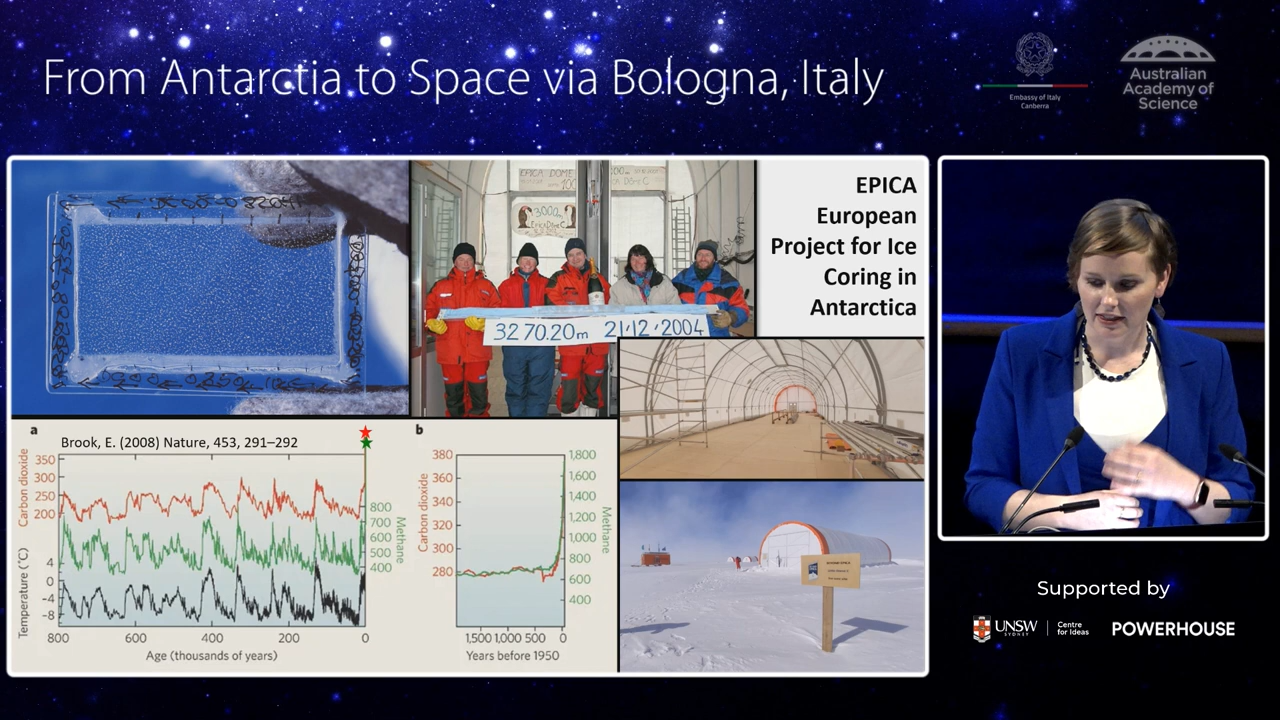 From Antarctia to Space via Bologna, Italy
Embassy of Italy
Canberra
Australian
Academy of
Science
EPICA
European
Project for Ice
Coring in
Antarctica
EPICA DOME
3000m
3270.20m 21·12·2004
a
Brook, E. (2008) Nature, 453, 291–292
Carbon dioxide
350
300
250
200
800
700
600
500
400
Methane
Temperature (°C)
4
0
−4
−8
800 600 400 200 0
Age (thousands of years)
b
Carbon dioxide
380
360
340
320
300
280
1,800
1,600
1,400
1,200
1,000
800
600
400
Methane
1,500 1,000 500 0
Years before 1950
Supported by
UNSW
SYDNEY
Centre
for Ideas
POWERHOUSE